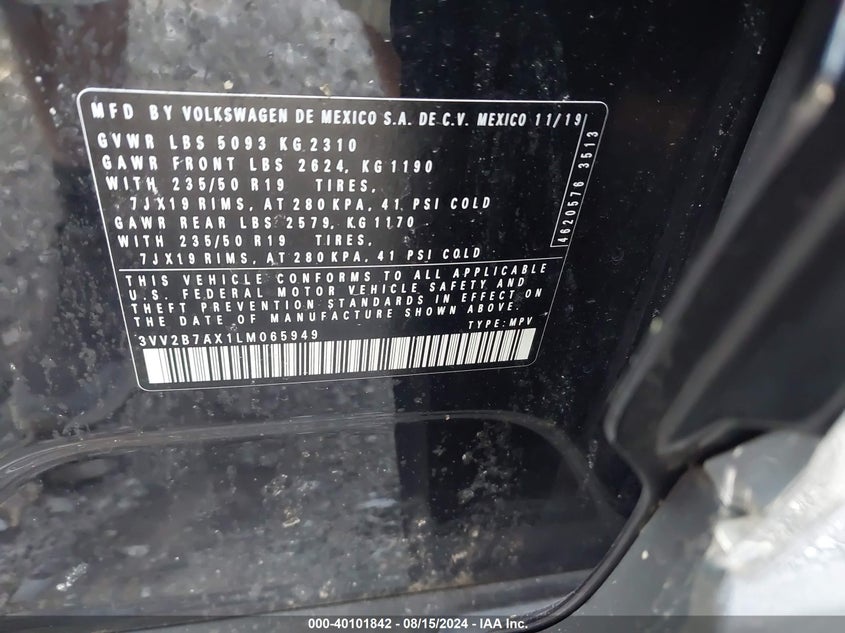 MFD BY VOLKSWAGEN DE MEXICO S.A. DE C.V. MEXICO 11/19
GVWR LBS 5093 KG 2310
GAWR FRONT LBS 2624, KG 1190
WITH 235/50 R19 TIRES,
7JX19 RIMS, AT 280 KPA, 41 PSI COLD
GAWR REAR LBS 2579, KG 1170
WITH 235/50 R19 TIRES,
7JX19 RIMS, AT 280 KPA, 41 PSI COLD
4620576 3513
THIS VEHICLE CONFORMS TO ALL APPLICABLE
U.S. FEDERAL MOTOR VEHICLE SAFETY AND
THEFT PREVENTION STANDARDS IN EFFECT ON
THE DATE OF MANUFACTURE SHOWN ABOVE.
3VV2B7AX1LM065949 TYPE: MPV
000-40101842 - 08/15/2024 - IAA Inc.